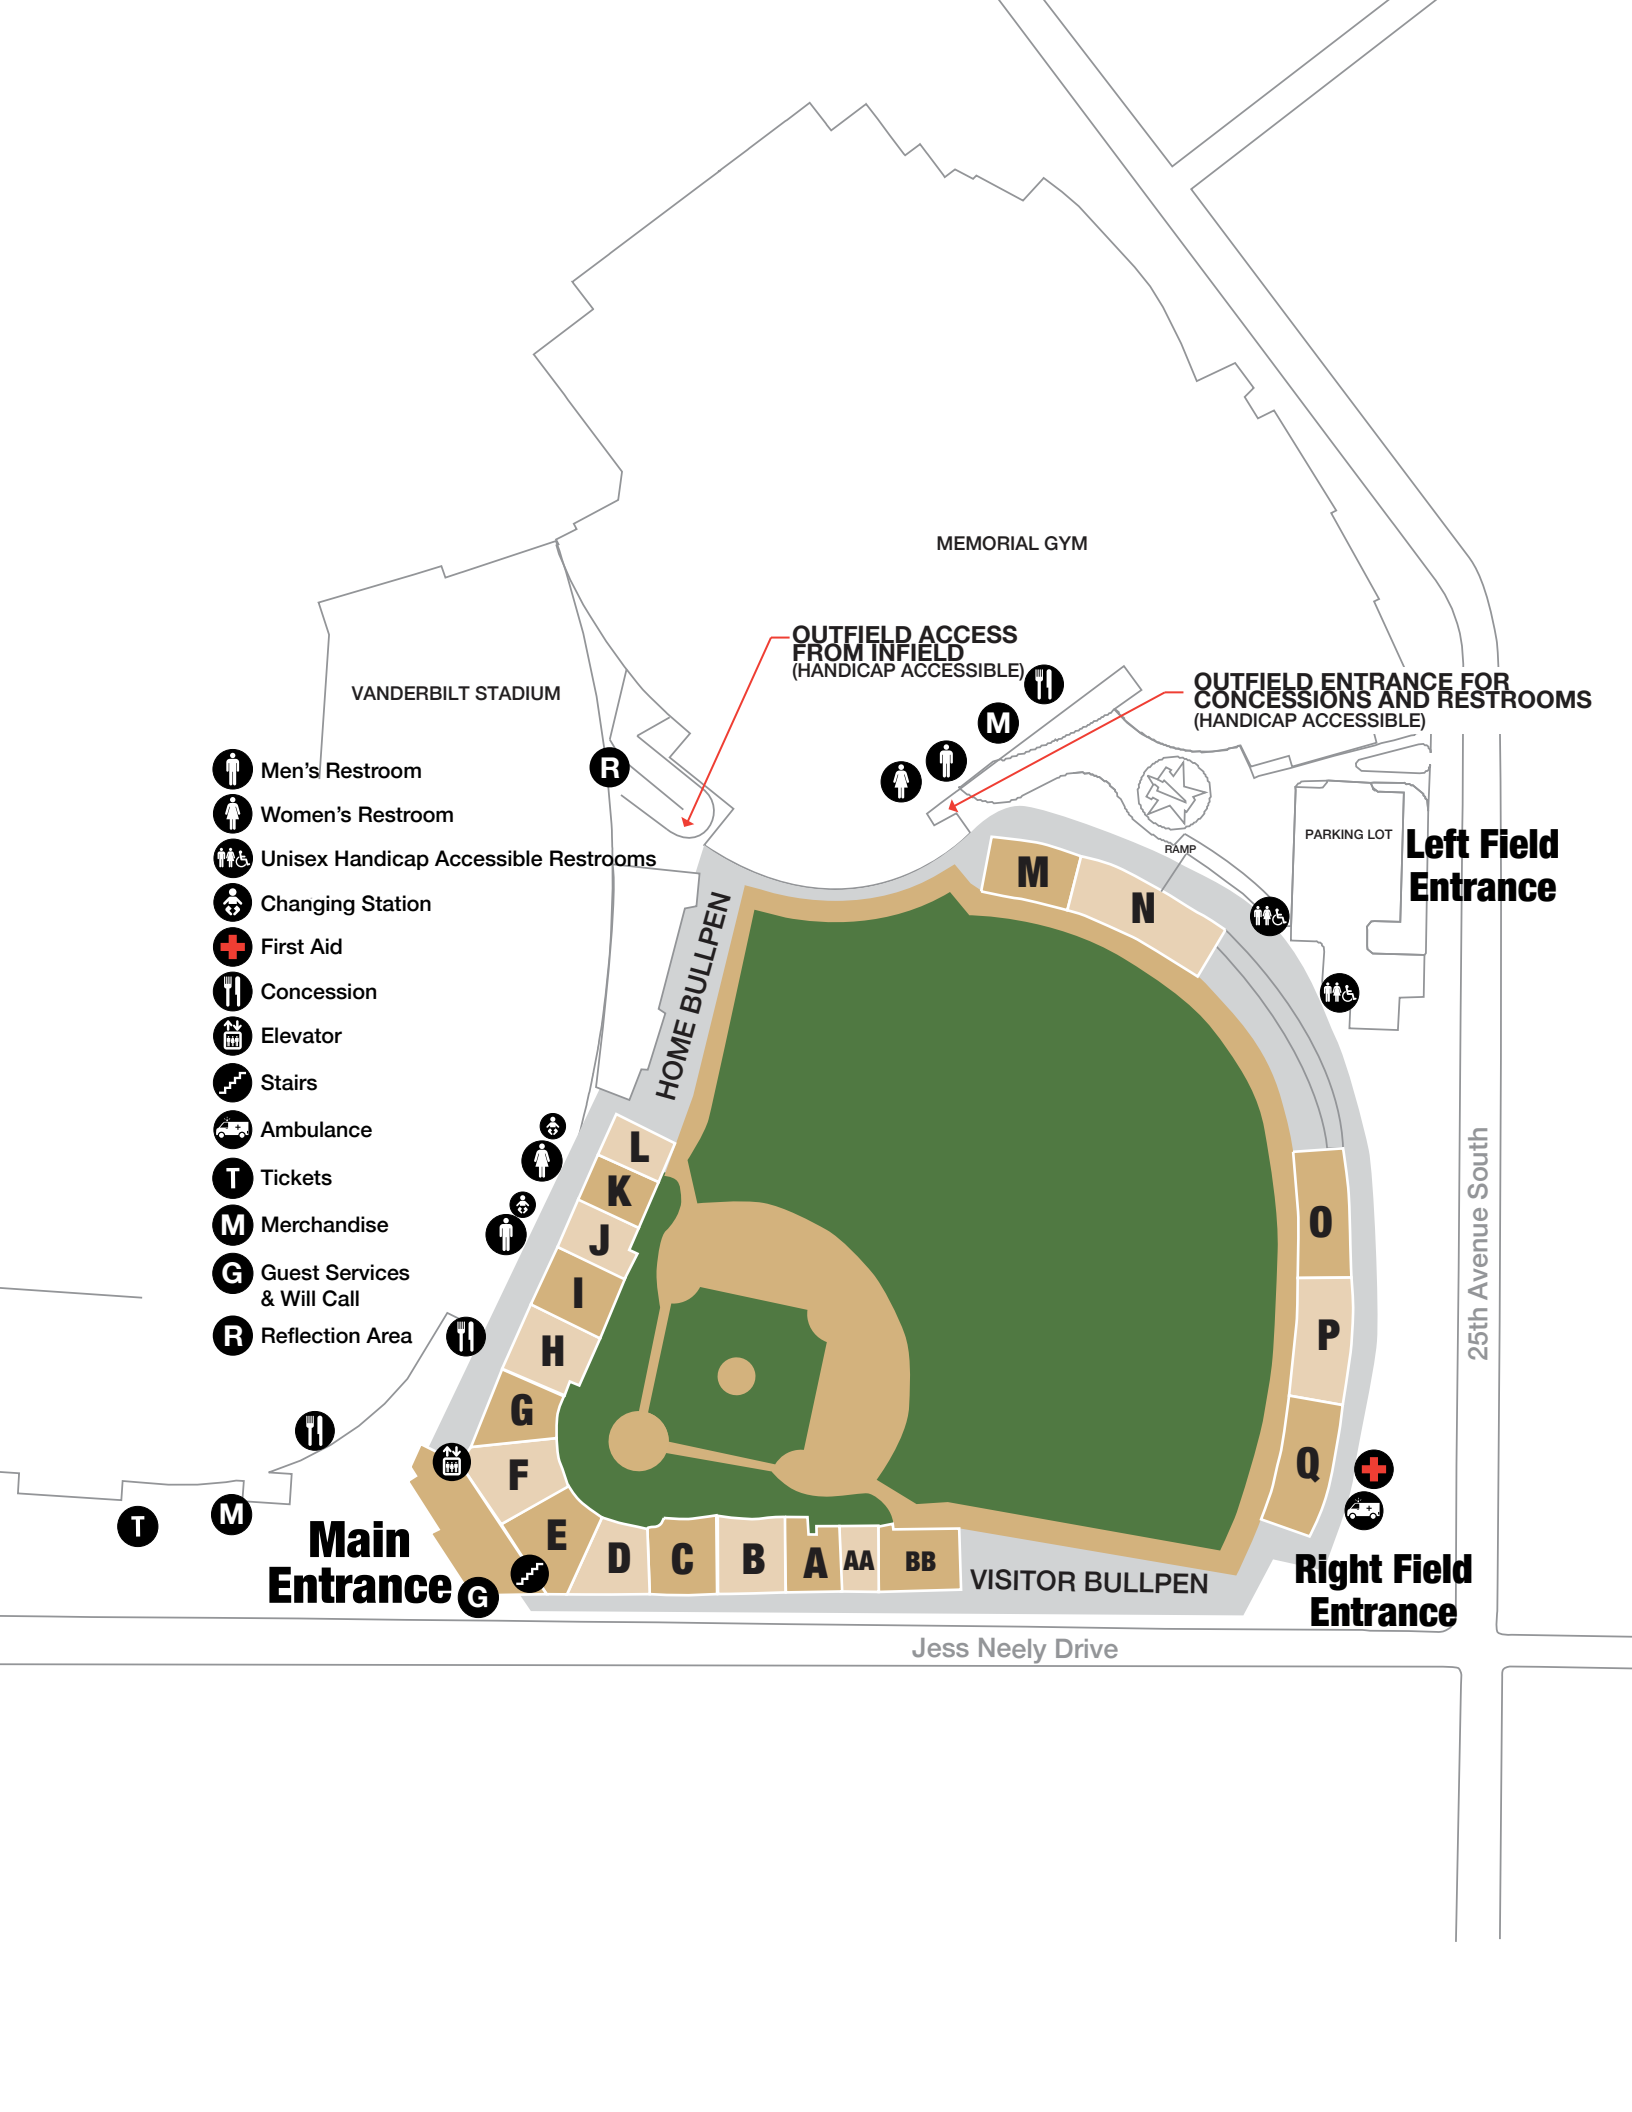 MEMORIAL GYM
OUTFIELD ACCESS
FROM INFIELD
(HANDICAP ACCESSIBLE)
OUTFIELD ENTRANCE FOR
CONCESSIONS AND RESTROOMS
(HANDICAP ACCESSIBLE)
VANDERBILT STADIUM
M
R
Men's Restroom
Women's Restroom
Unisex Handicap Accessible Restrooms
Changing Station
First Aid
Concession
Elevator
Stairs
Ambulance
T Tickets
M Merchandise
G Guest Services
& Will Call
R Reflection Area
PARKING LOT
RAMP
Left Field
Entrance
HOME BULLPEN
M
N
L
K
J
I
H
G
F
E
D
C
B
A
AA
BB
O
P
Q
25th Avenue South
T
M
Main
Entrance
G
VISITOR BULLPEN
Right Field
Entrance
Jess Neely Drive